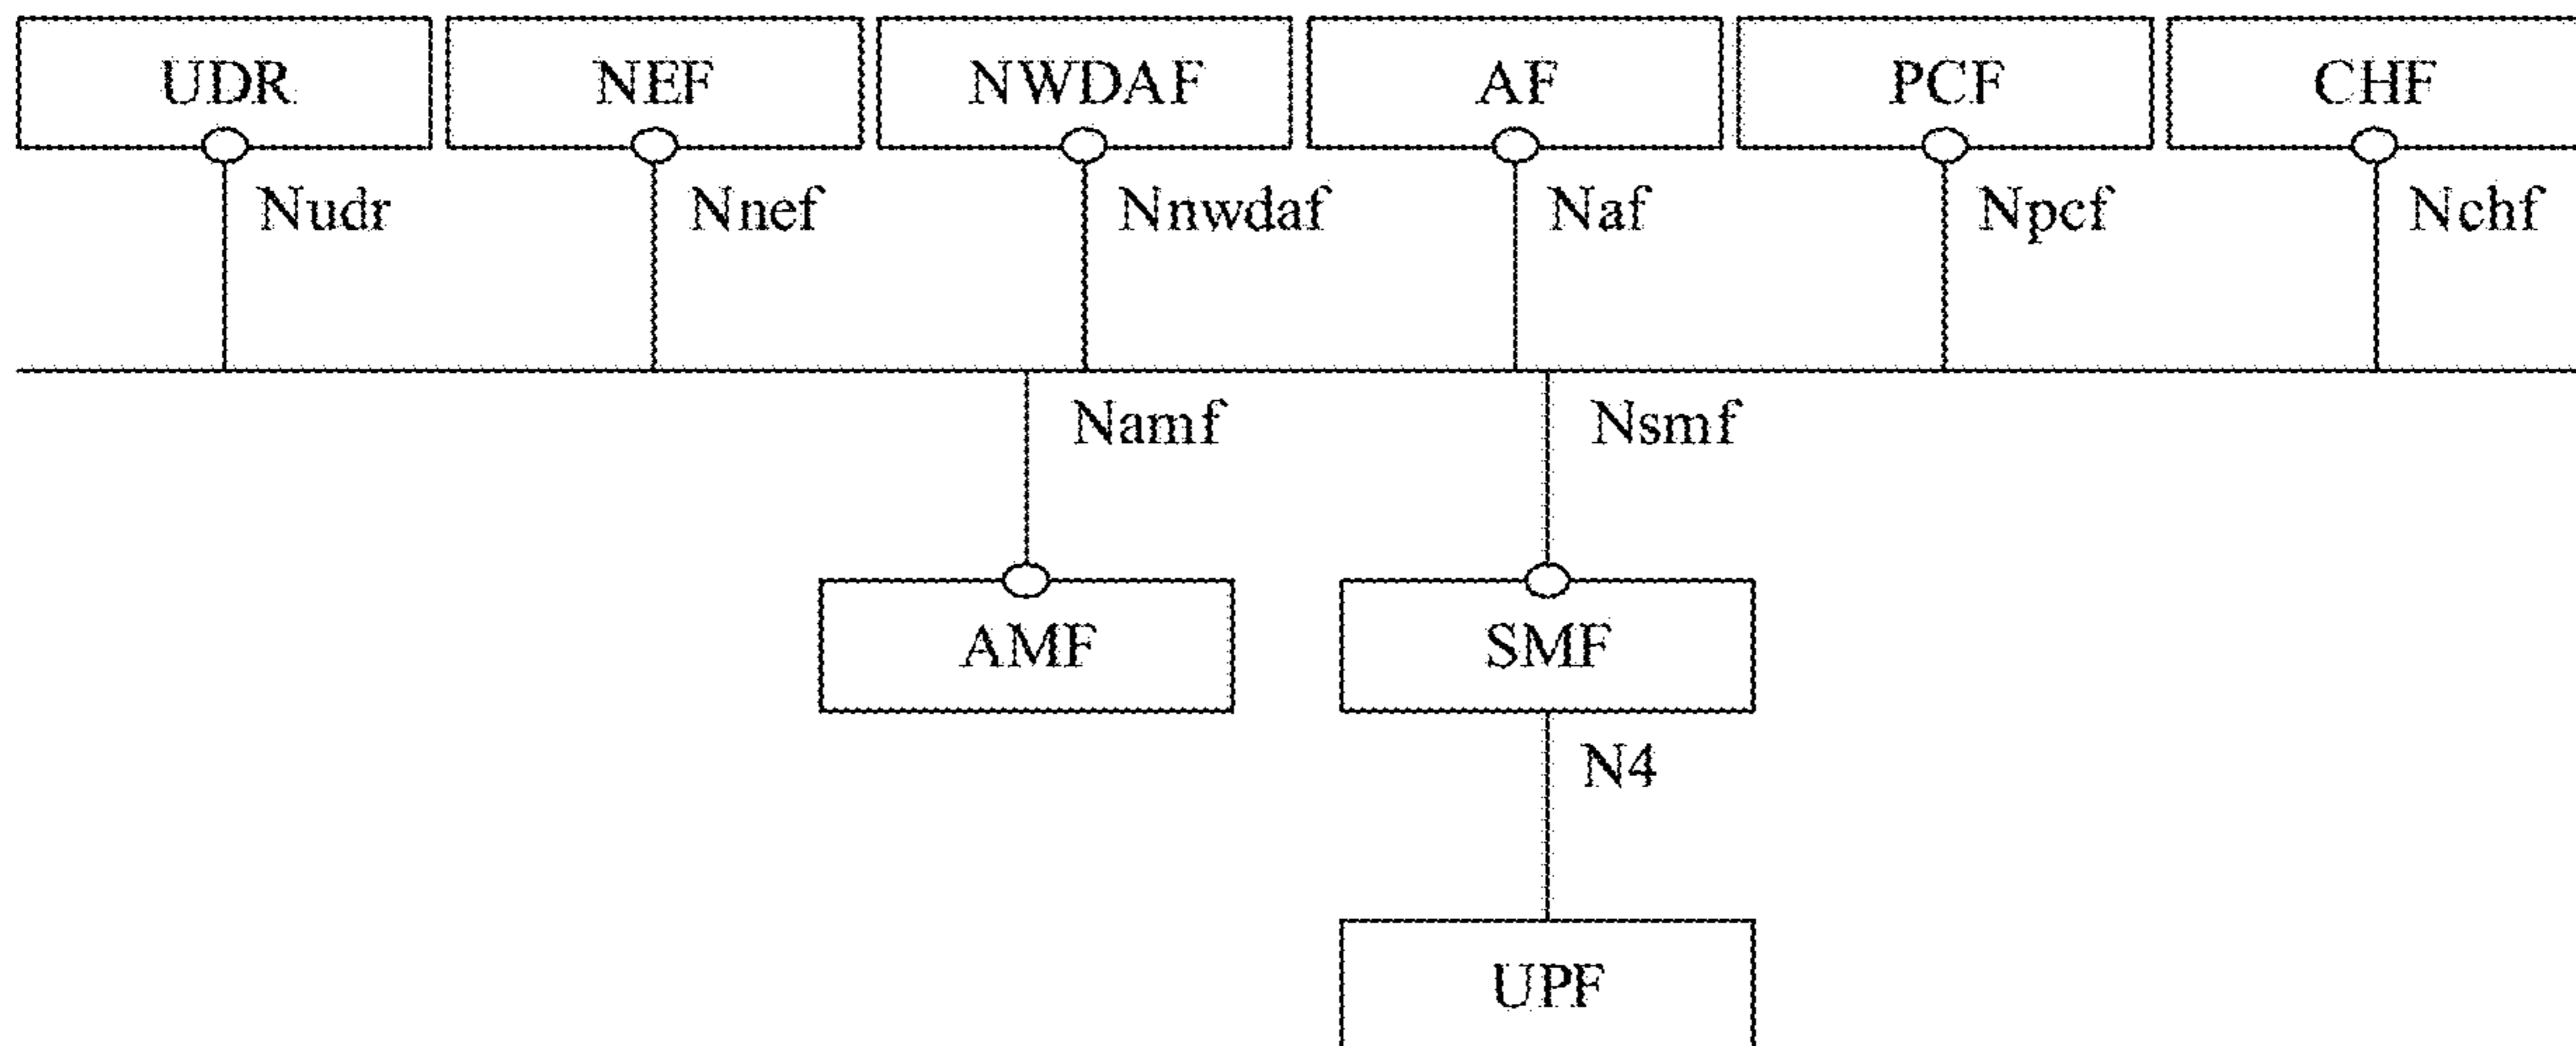 UDR NEF NWDAF AF PCF CHF
Nudr Nnef Nnwdaf Naf Npcf Nchf
Namf Nsmf
AMF SMF
N4
UPF